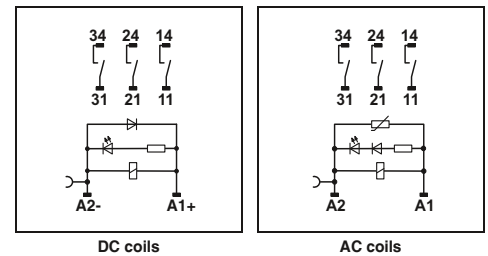 34 24 14 34 24 14
31 21 11 31 21 11
A2- A1+ A2 A1
DC coils AC coils